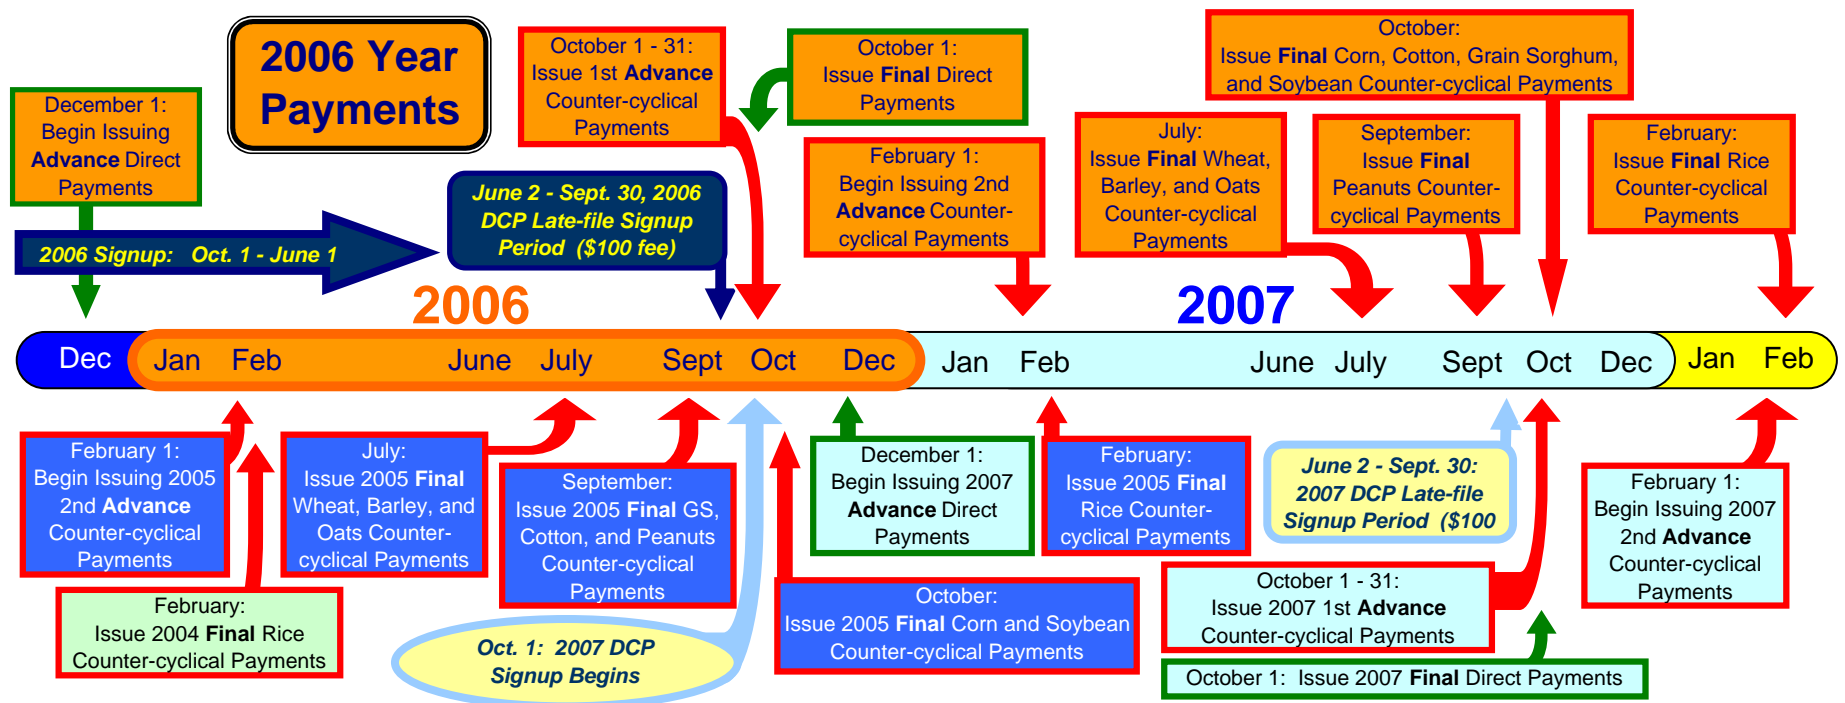 2006 Year
Payments
December 1:
Begin Issuing
Advance Direct
Payments
2006 Signup: Oct. 1 - June 1
June 2 - Sept. 30, 2006
DCP Late-file Signup
Period ($100 fee)
October 1 - 31:
Issue 1st Advance
Counter-cyclical
Payments
October 1:
Issue Final Direct
Payments
February 1:
Begin Issuing 2nd
Advance Counter-
cyclical Payments
July:
Issue Final Wheat,
Barley, and Oats
Counter-cyclical
Payments
October:
Issue Final Corn, Cotton, Grain Sorghum,
and Soybean Counter-cyclical Payments
September:
Issue Final
Peanuts Counter-
cyclical Payments
February:
Issue Final Rice
Counter-cyclical
Payments
2006
2007
Dec Jan Feb June July Sept Oct Dec Jan Feb June July Sept Oct Dec Jan Feb
February 1:
Begin Issuing 2005
2nd Advance
Counter-cyclical
Payments
February:
Issue 2004 Final Rice
Counter-cyclical Payments
July:
Issue 2005 Final
Wheat, Barley, and
Oats Counter-
cyclical Payments
September:
Issue 2005 Final GS,
Cotton, and Peanuts
Counter-cyclical
Payments
Oct. 1: 2007 DCP
Signup Begins
October:
Issue 2005 Final Corn and Soybean
Counter-cyclical Payments
December 1:
Begin Issuing 2007
Advance Direct
Payments
February:
Issue 2005 Final
Rice Counter-
cyclical Payments
June 2 - Sept. 30:
2007 DCP Late-file
Signup Period ($100
October 1 - 31:
Issue 2007 1st Advance
Counter-cyclical Payments
October 1: Issue 2007 Final Direct Payments
February 1:
Begin Issuing 2007
2nd Advance
Counter-cyclical
Payments